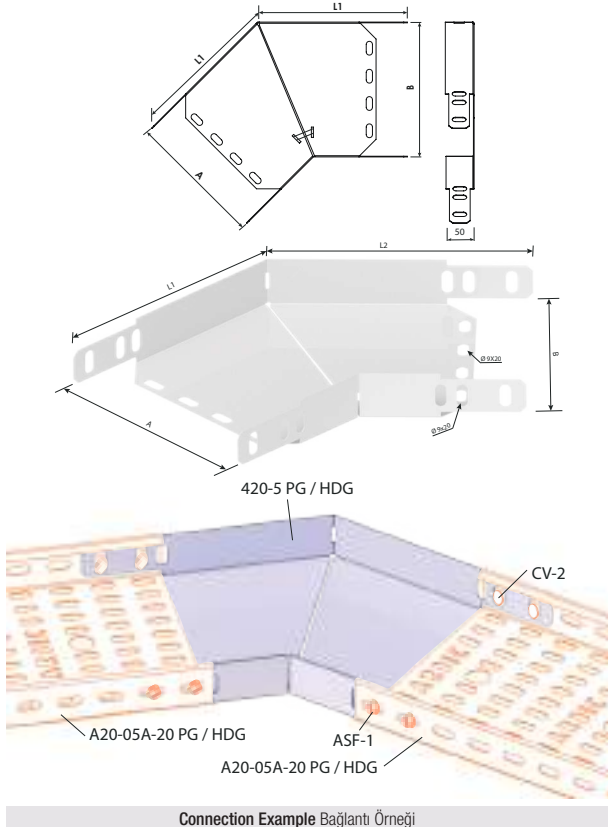 L1
L1
B
A
50
L2
L1
Ø 9X20
B
A
Ø 9x20
420-5 PG / HDG
CV-2
A20-05A-20 PG / HDG
ASF-1
A20-05A-20 PG / HDG
Connection Example Bağlantı Örneği